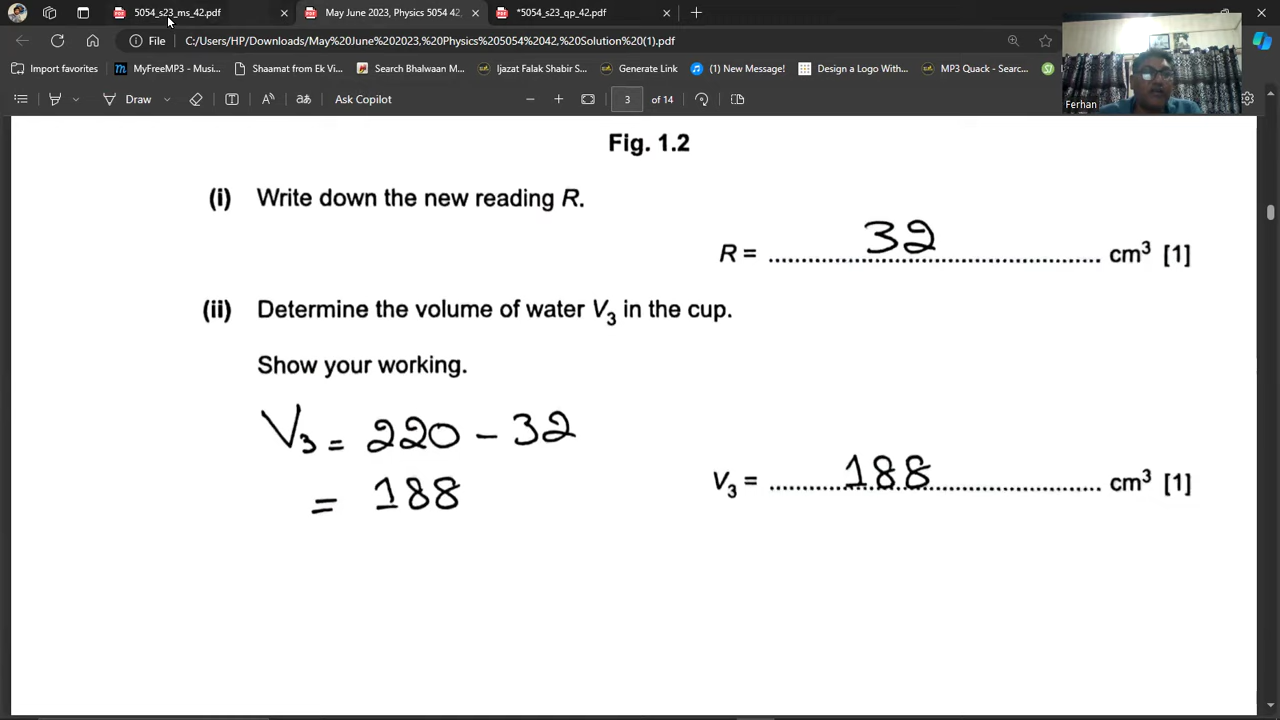 5054_s23_ms_42.pdf
May June 2023, Physics 5054 42,
*5054_s23_qp_42.pdf
File
C:/Users/HP/Downloads/May%20June%202023,%20Physics%205054%2042,%20Solution%20(1).pdf
Import favorites
MyFreeMP3 - Musi...
Shaamat from Ek Vi...
Search Bhalwaan M...
Ijazat Falak Shabir S...
Generate Link
(1) New Message!
Design a Logo With...
MP3 Quack - Searc...
Draw
Ask Copilot
3 of 14
Ferhan
Fig. 1.2
(i) Write down the new reading R.
R = 32 cm³ [1]
(ii) Determine the volume of water V₃ in the cup.
Show your working.
V₃ = 220 - 32
= 188
V₃ = 188 cm³ [1]